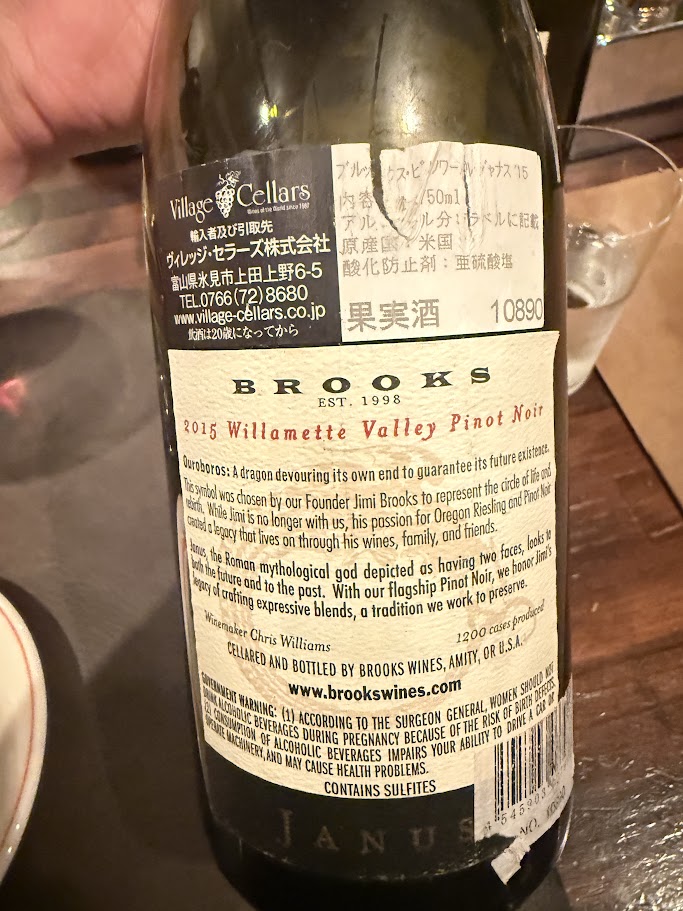 Village Cellars
Wines of the World since 1987
輸入者及び引取先
ヴィレッジ・セラーズ株式会社
富山県氷見市上田上野6-5
TEL.0766(72)8680
www.village-cellars.co.jp
飲酒は20歳になってから
'15
内容 50ml
原産国：米国
酸化防止剤：亜硫酸塩
果実酒 10890
BROOKS
EST. 1998
2015 Willamette Valley Pinot Noir
Ouroboros: A dragon devouring its own end to guarantee its future existence.
This symbol was chosen by our Founder Jimi Brooks to represent the circle of life and
rebirth. While Jimi is no longer with us, his passion for Oregon Riesling and Pinot Noir
created a legacy that lives on through his wines, family, and friends.
Janus, the Roman mythological god depicted as having two faces, looks to
both the future and to the past. With our flagship Pinot Noir, we honor Jimi's
legacy of crafting expressive blends, a tradition we work to preserve.
Winemaker Chris Williams 1200 cases produced
CELLARED AND BOTTLED BY BROOKS WINES, AMITY, OR U.S.A.
www.brookswines.com
GOVERNMENT WARNING: (1) ACCORDING TO THE SURGEON GENERAL, WOMEN SHOULD NOT
DRINK ALCOHOLIC BEVERAGES DURING PREGNANCY BECAUSE OF THE RISK OF BIRTH DEFECTS.
(2) CONSUMPTION OF ALCOHOLIC BEVERAGES IMPAIRS YOUR ABILITY TO DRIVE A CAR OR
OPERATE MACHINERY, AND MAY CAUSE HEALTH PROBLEMS.
CONTAINS SULFITES
JANUS
NO. 10890